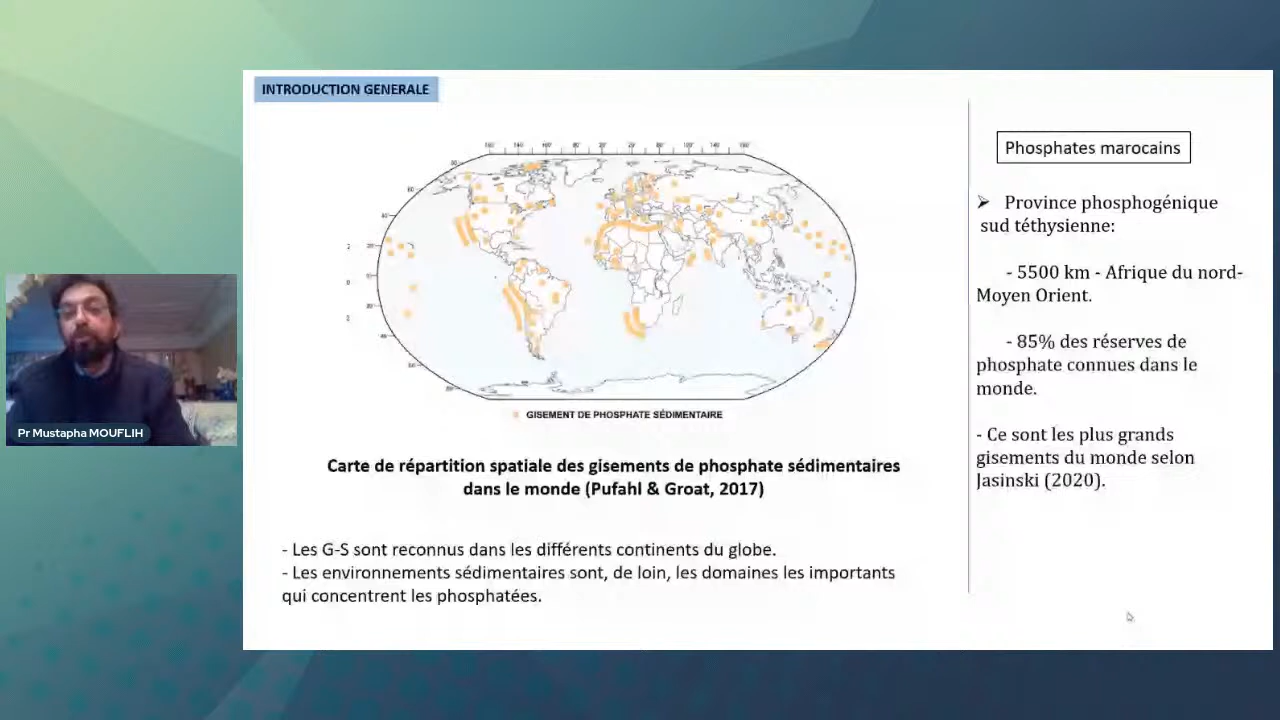 INTRODUCTION GENERALE
GISEMENT DE PHOSPHATE SÉDIMENTAIRE
Carte de répartition spatiale des gisements de phosphate sédimentaires
dans le monde (Pufahl & Groat, 2017)
- Les G-S sont reconnus dans les différents continents du globe.
- Les environnements sédimentaires sont, de loin, les domaines les importants
qui concentrent les phosphatées.
Phosphates marocains
➢ Province phosphogénique
sud téthysienne:
- 5500 km - Afrique du nord-
Moyen Orient.
- 85% des réserves de
phosphate connues dans le
monde.
- Ce sont les plus grands
gisements du monde selon
Jasinski (2020).
Pr Mustapha MOUFLIH